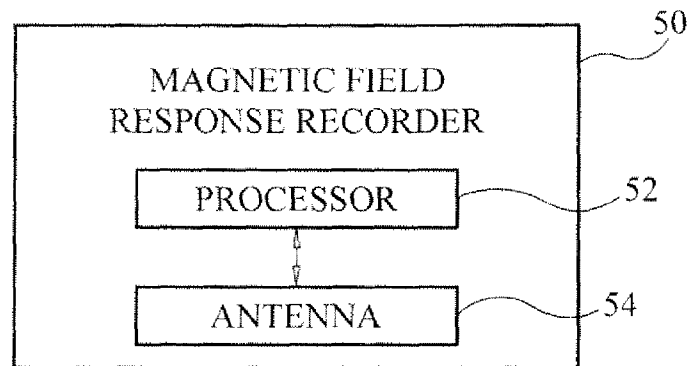 50
MAGNETIC FIELD
RESPONSE RECORDER
PROCESSOR
52
ANTENNA
54